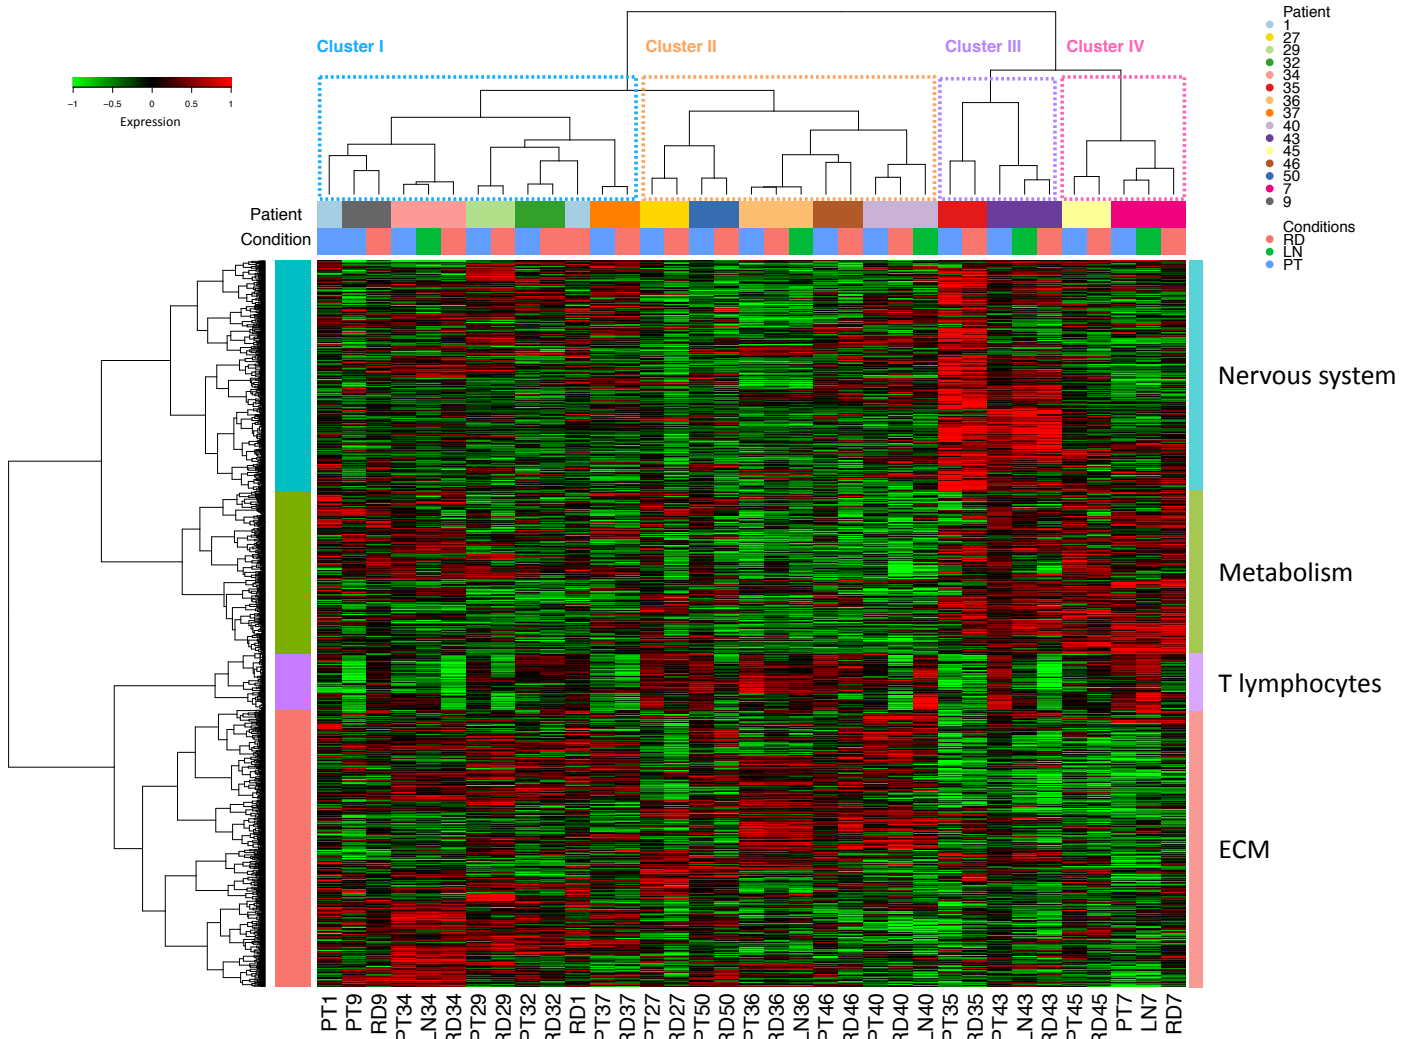 Cluster I
Cluster II
Cluster III
Cluster IV
−1
−0.5
0
0.5
1
Expression
Patient
1
27
29
32
34
35
36
37
40
43
45
46
50
7
9
Conditions
RD
LN
PT
Patient
Condition
Nervous system
Metabolism
T lymphocytes
ECM
PT1
PT9
RD9
PT34
LN34
RD34
PT29
RD29
PT32
RD32
RD1
PT37
RD37
PT27
RD27
PT50
RD50
PT36
RD36
LN36
PT46
RD46
PT40
RD40
LN40
PT35
RD35
PT43
LN43
RD43
PT45
RD45
PT7
LN7
RD7